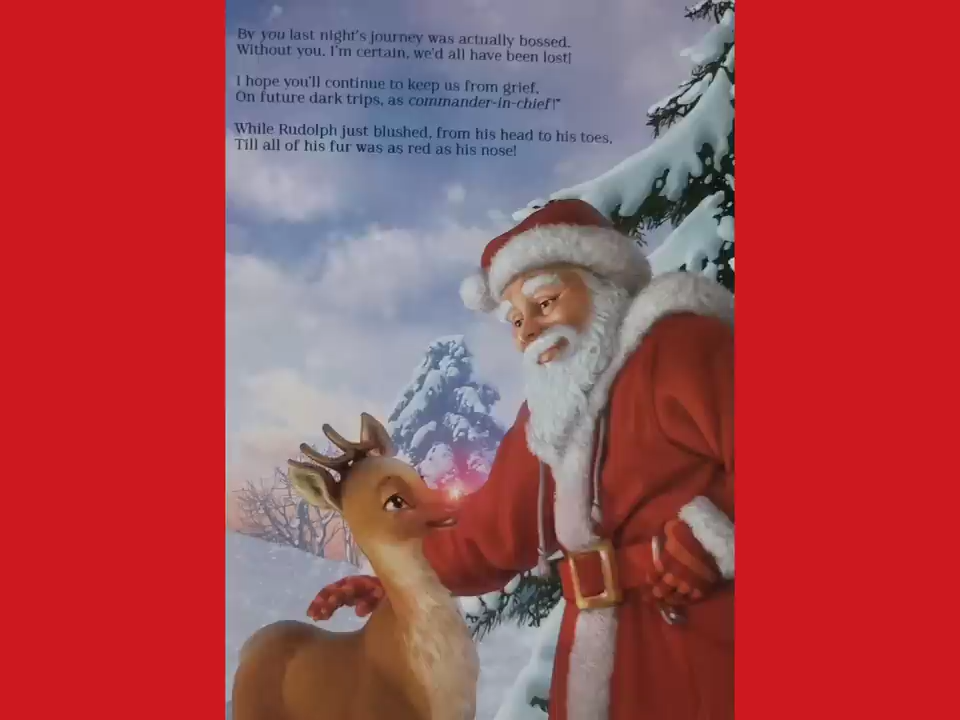 By you last night's journey was actually bossed.
Without you, I'm certain, we'd all have been lost!
I hope you'll continue to keep us from grief,
On future dark trips, as commander-in-chief!"
While Rudolph just blushed, from his head to his toes,
Till all of his fur was as red as his nose!